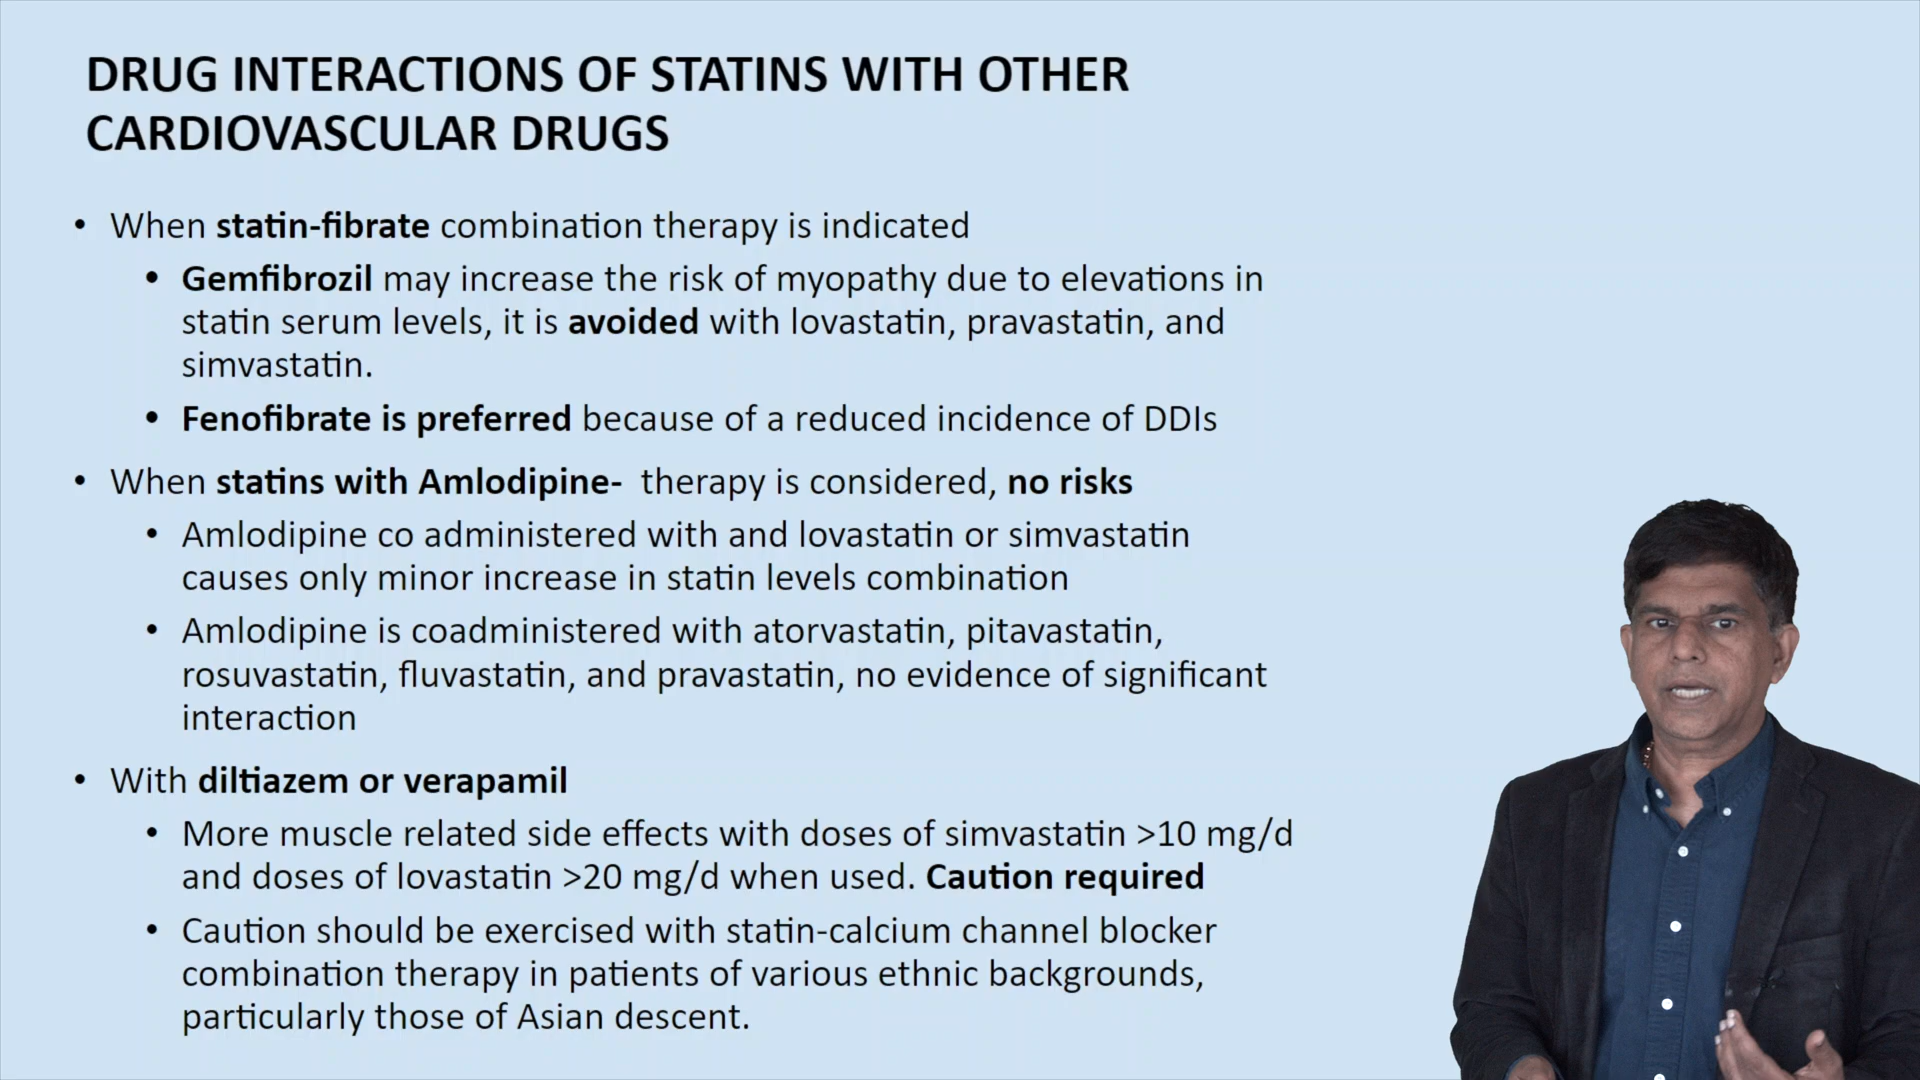 DRUG INTERACTIONS OF STATINS WITH OTHER
CARDIOVASCULAR DRUGS
• When statin-fibrate combination therapy is indicated
• Gemfibrozil may increase the risk of myopathy due to elevations in
statin serum levels, it is avoided with lovastatin, pravastatin, and
simvastatin.
• Fenofibrate is preferred because of a reduced incidence of DDIs
• When statins with Amlodipine- therapy is considered, no risks
• Amlodipine co administered with and lovastatin or simvastatin
causes only minor increase in statin levels combination
• Amlodipine is coadministered with atorvastatin, pitavastatin,
rosuvastatin, fluvastatin, and pravastatin, no evidence of significant
interaction
• With diltiazem or verapamil
• More muscle related side effects with doses of simvastatin >10 mg/d
and doses of lovastatin >20 mg/d when used. Caution required
• Caution should be exercised with statin-calcium channel blocker
combination therapy in patients of various ethnic backgrounds,
particularly those of Asian descent.